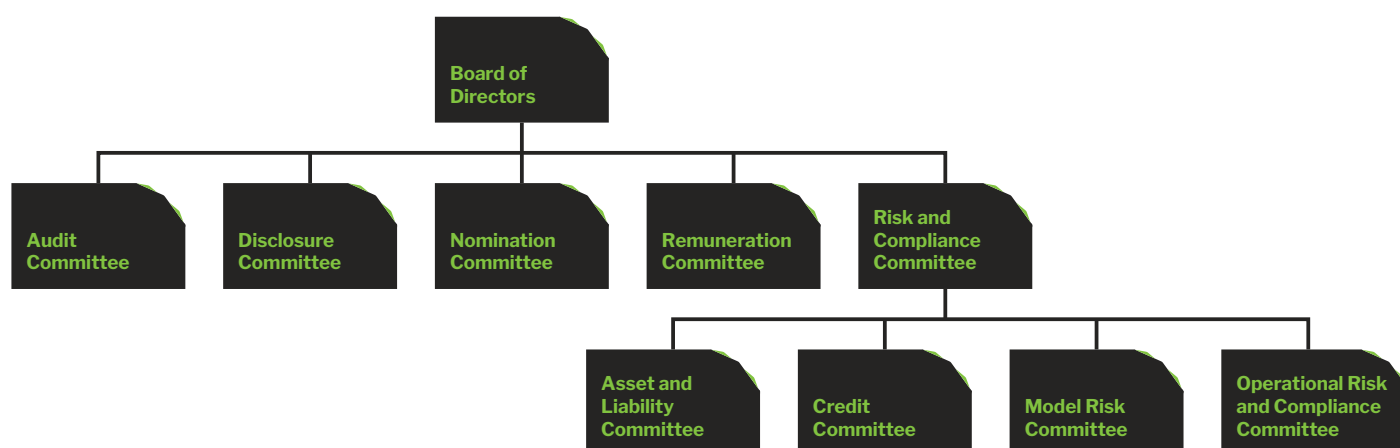 Board of
Directors
Audit
Committee
Disclosure
Committee
Nomination
Committee
Remuneration
Committee
Risk and
Compliance
Committee
Asset and
Liability
Committee
Credit
Committee
Model Risk
Committee
Operational Risk
and Compliance
Committee